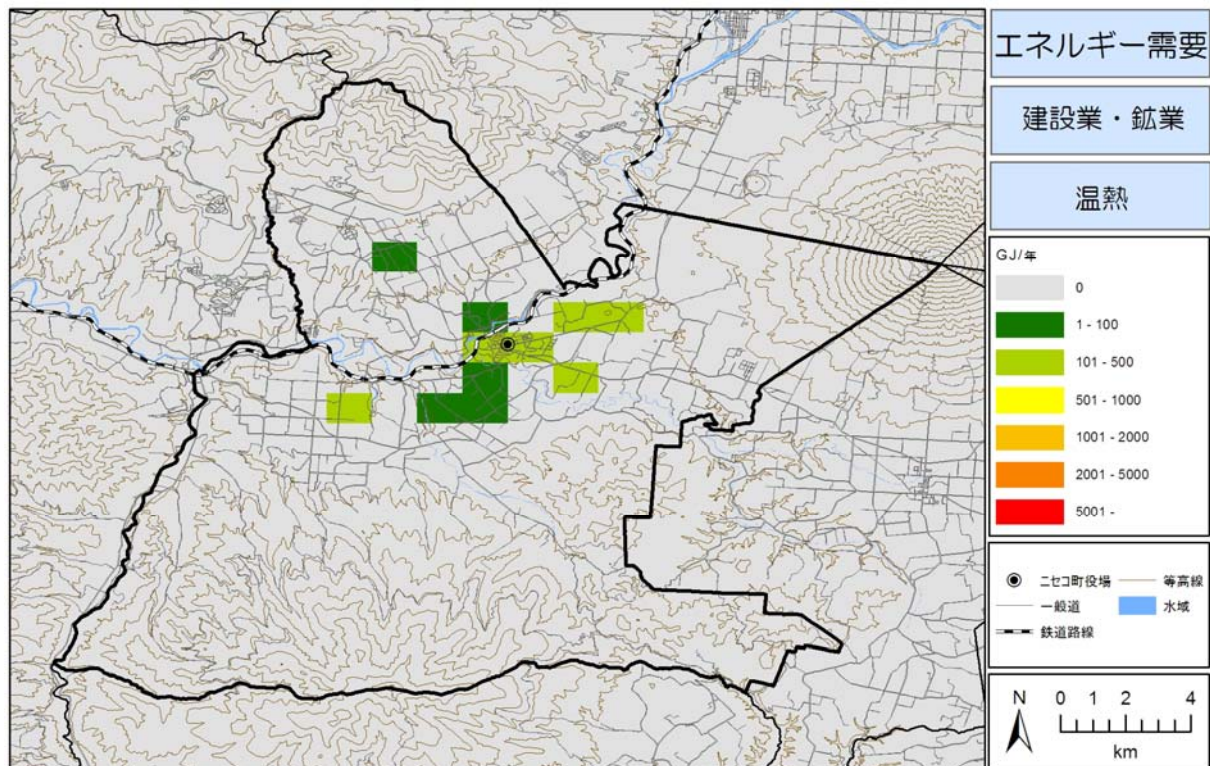 エネルギー需要
建設業・鉱業
温熱
GJ/年
0
1 - 100
101 - 500
501 - 1000
1001 - 2000
2001 - 5000
5001 -
ニセコ町役場 等高線
一般道 水域
鉄道路線
N 0 1 2 4
km